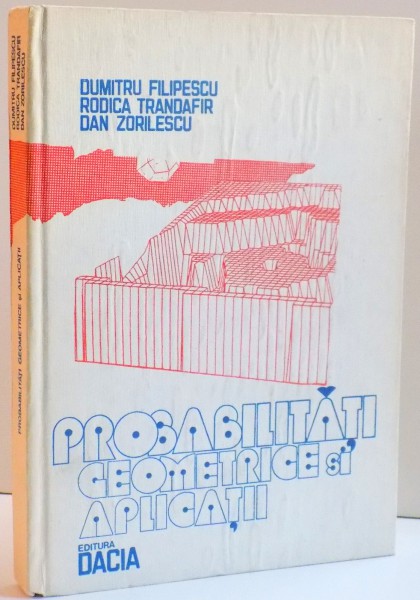 DUMITRU FILIPESCU
RODICA TRANDAFIR
DAN ZORILESCU
PROBABILITĂȚI
GEOMETRICE și
APLICAȚII
EDITURA
DACIA
DUMITRU FILIPESCU
RODICA TRANDAFIR
DAN ZORILESCU
PROBABILITĂȚI GEOMETRICE și APLICAȚII